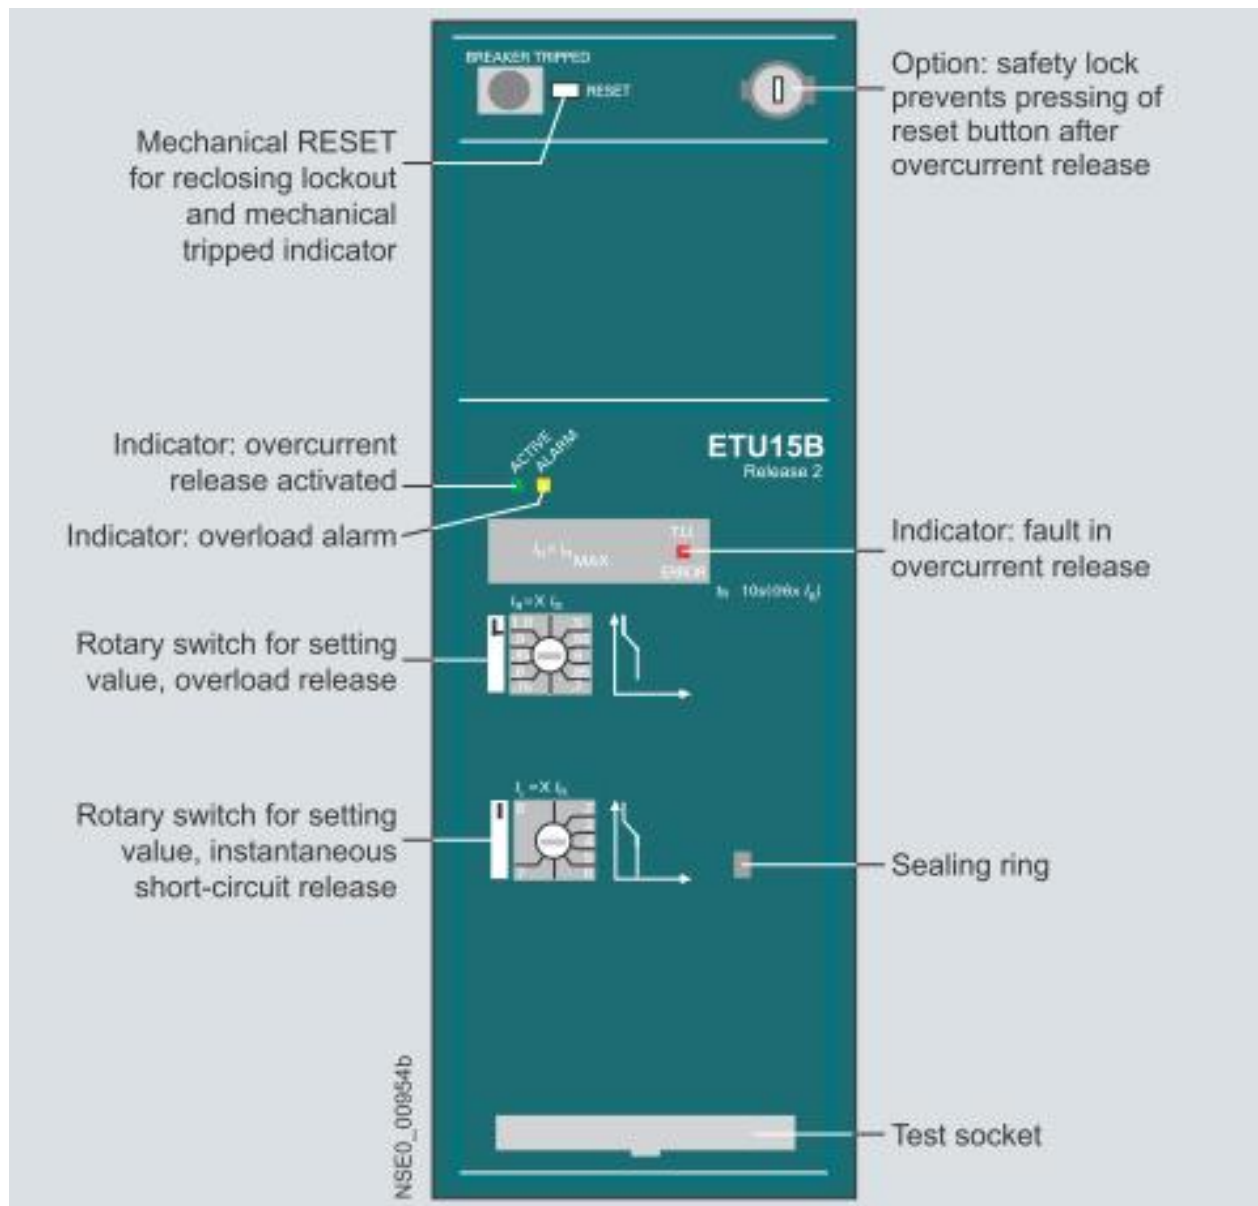 BREAKER TRIPPED
RESET
Option: safety lock
prevents pressing of
reset button after
overcurrent release
Mechanical RESET
for reclosing lockout
and mechanical
tripped indicator
ACTIVE
ALARM
ETU15B
Release 2
Indicator: overcurrent
release activated
Indicator: overload alarm
MAX
ERROR
Indicator: fault in
overcurrent release
Rotary switch for setting
value, overload release
L
Rotary switch for setting
value, instantaneous
short-circuit release
I
Sealing ring
NSE0_00954b
Test socket